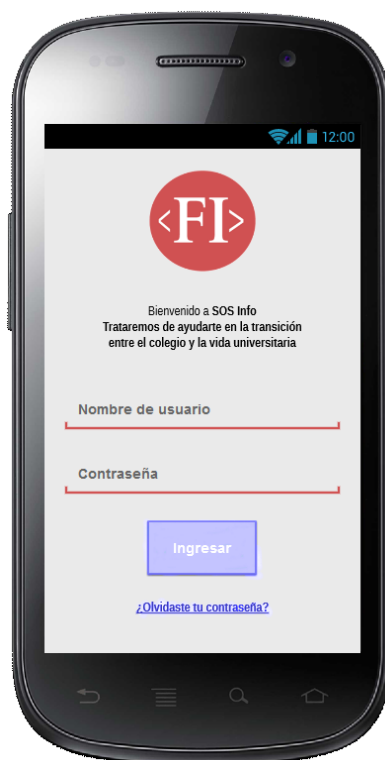 12:00
<FI>
Bienvenido a SOS Info
Trataremos de ayudarte en la transición
entre el colegio y la vida universitaria
Nombre de usuario
Contraseña
Ingresar
¿Olvidaste tu contraseña?